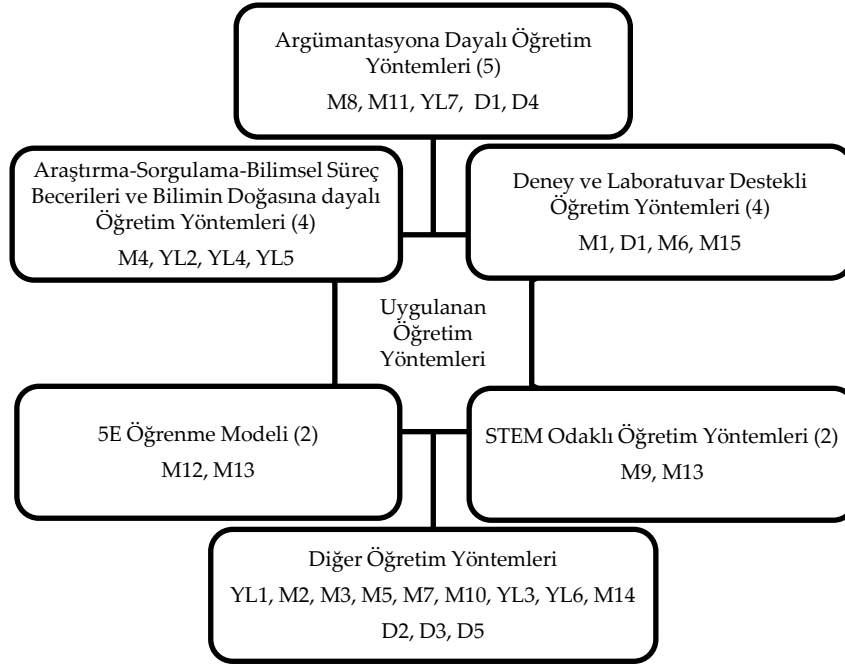 Argümantasyona Dayalı Öğretim
Yöntemleri (5)
M8, M11, YL7, D1, D4
Araştırma-Sorgulama-Bilimsel Süreç
Becerileri ve Bilimin Doğasına dayalı
Öğretim Yöntemleri (4)
M4, YL2, YL4, YL5
Deney ve Laboratuvar Destekli
Öğretim Yöntemleri (4)
M1, D1, M6, M15
Uygulanan
Öğretim
Yöntemleri
5E Öğrenme Modeli (2)
M12, M13
STEM Odaklı Öğretim Yöntemleri (2)
M9, M13
Diğer Öğretim Yöntemleri
YL1, M2, M3, M5, M7, M10, YL3, YL6, M14
D2, D3, D5